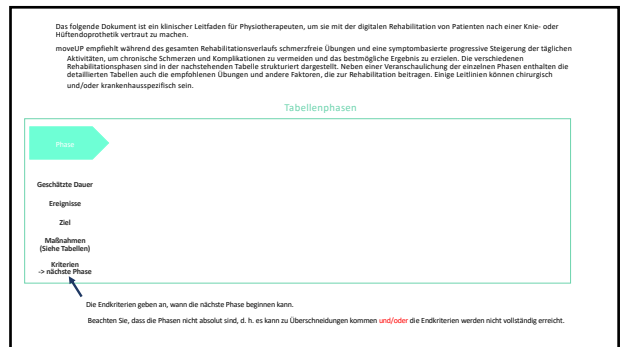 Das folgende Dokument ist ein klinischer Leitfaden für Physiotherapeuten, um sie mit der digitalen Rehabilitation von Patienten nach einer Knie- oder
Hüftendoprothetik vertraut zu machen.
moveUP empfiehlt während des gesamten Rehabilitationsverlaufs schmerzfreie Übungen und eine symptombasierte progressive Steigerung der täglichen
Aktivitäten, um chronische Schmerzen und Komplikationen zu vermeiden und das bestmögliche Ergebnis zu erzielen. Die verschiedenen
Rehabilitationsphasen sind in der nachstehenden Tabelle strukturiert dargestellt. Neben einer Veranschaulichung der einzelnen Phasen enthalten die
detaillierten Tabellen auch die empfohlenen Übungen und andere Faktoren, die zur Rehabilitation beitragen. Einige Leitlinien können chirurgisch
und/oder krankenhausspezifisch sein.
Tabellenphasen
Phase
Geschätzte Dauer
Ereignisse
Ziel
Maßnahmen
(Siehe Tabellen)
Kriterien
-> nächste Phase
Die Endkriterien geben an, wann die nächste Phase beginnen kann.
Beachten Sie, dass die Phasen nicht absolut sind, d. h. es kann zu Überschneidungen kommen und/oder die Endkriterien werden nicht vollständig erreicht.